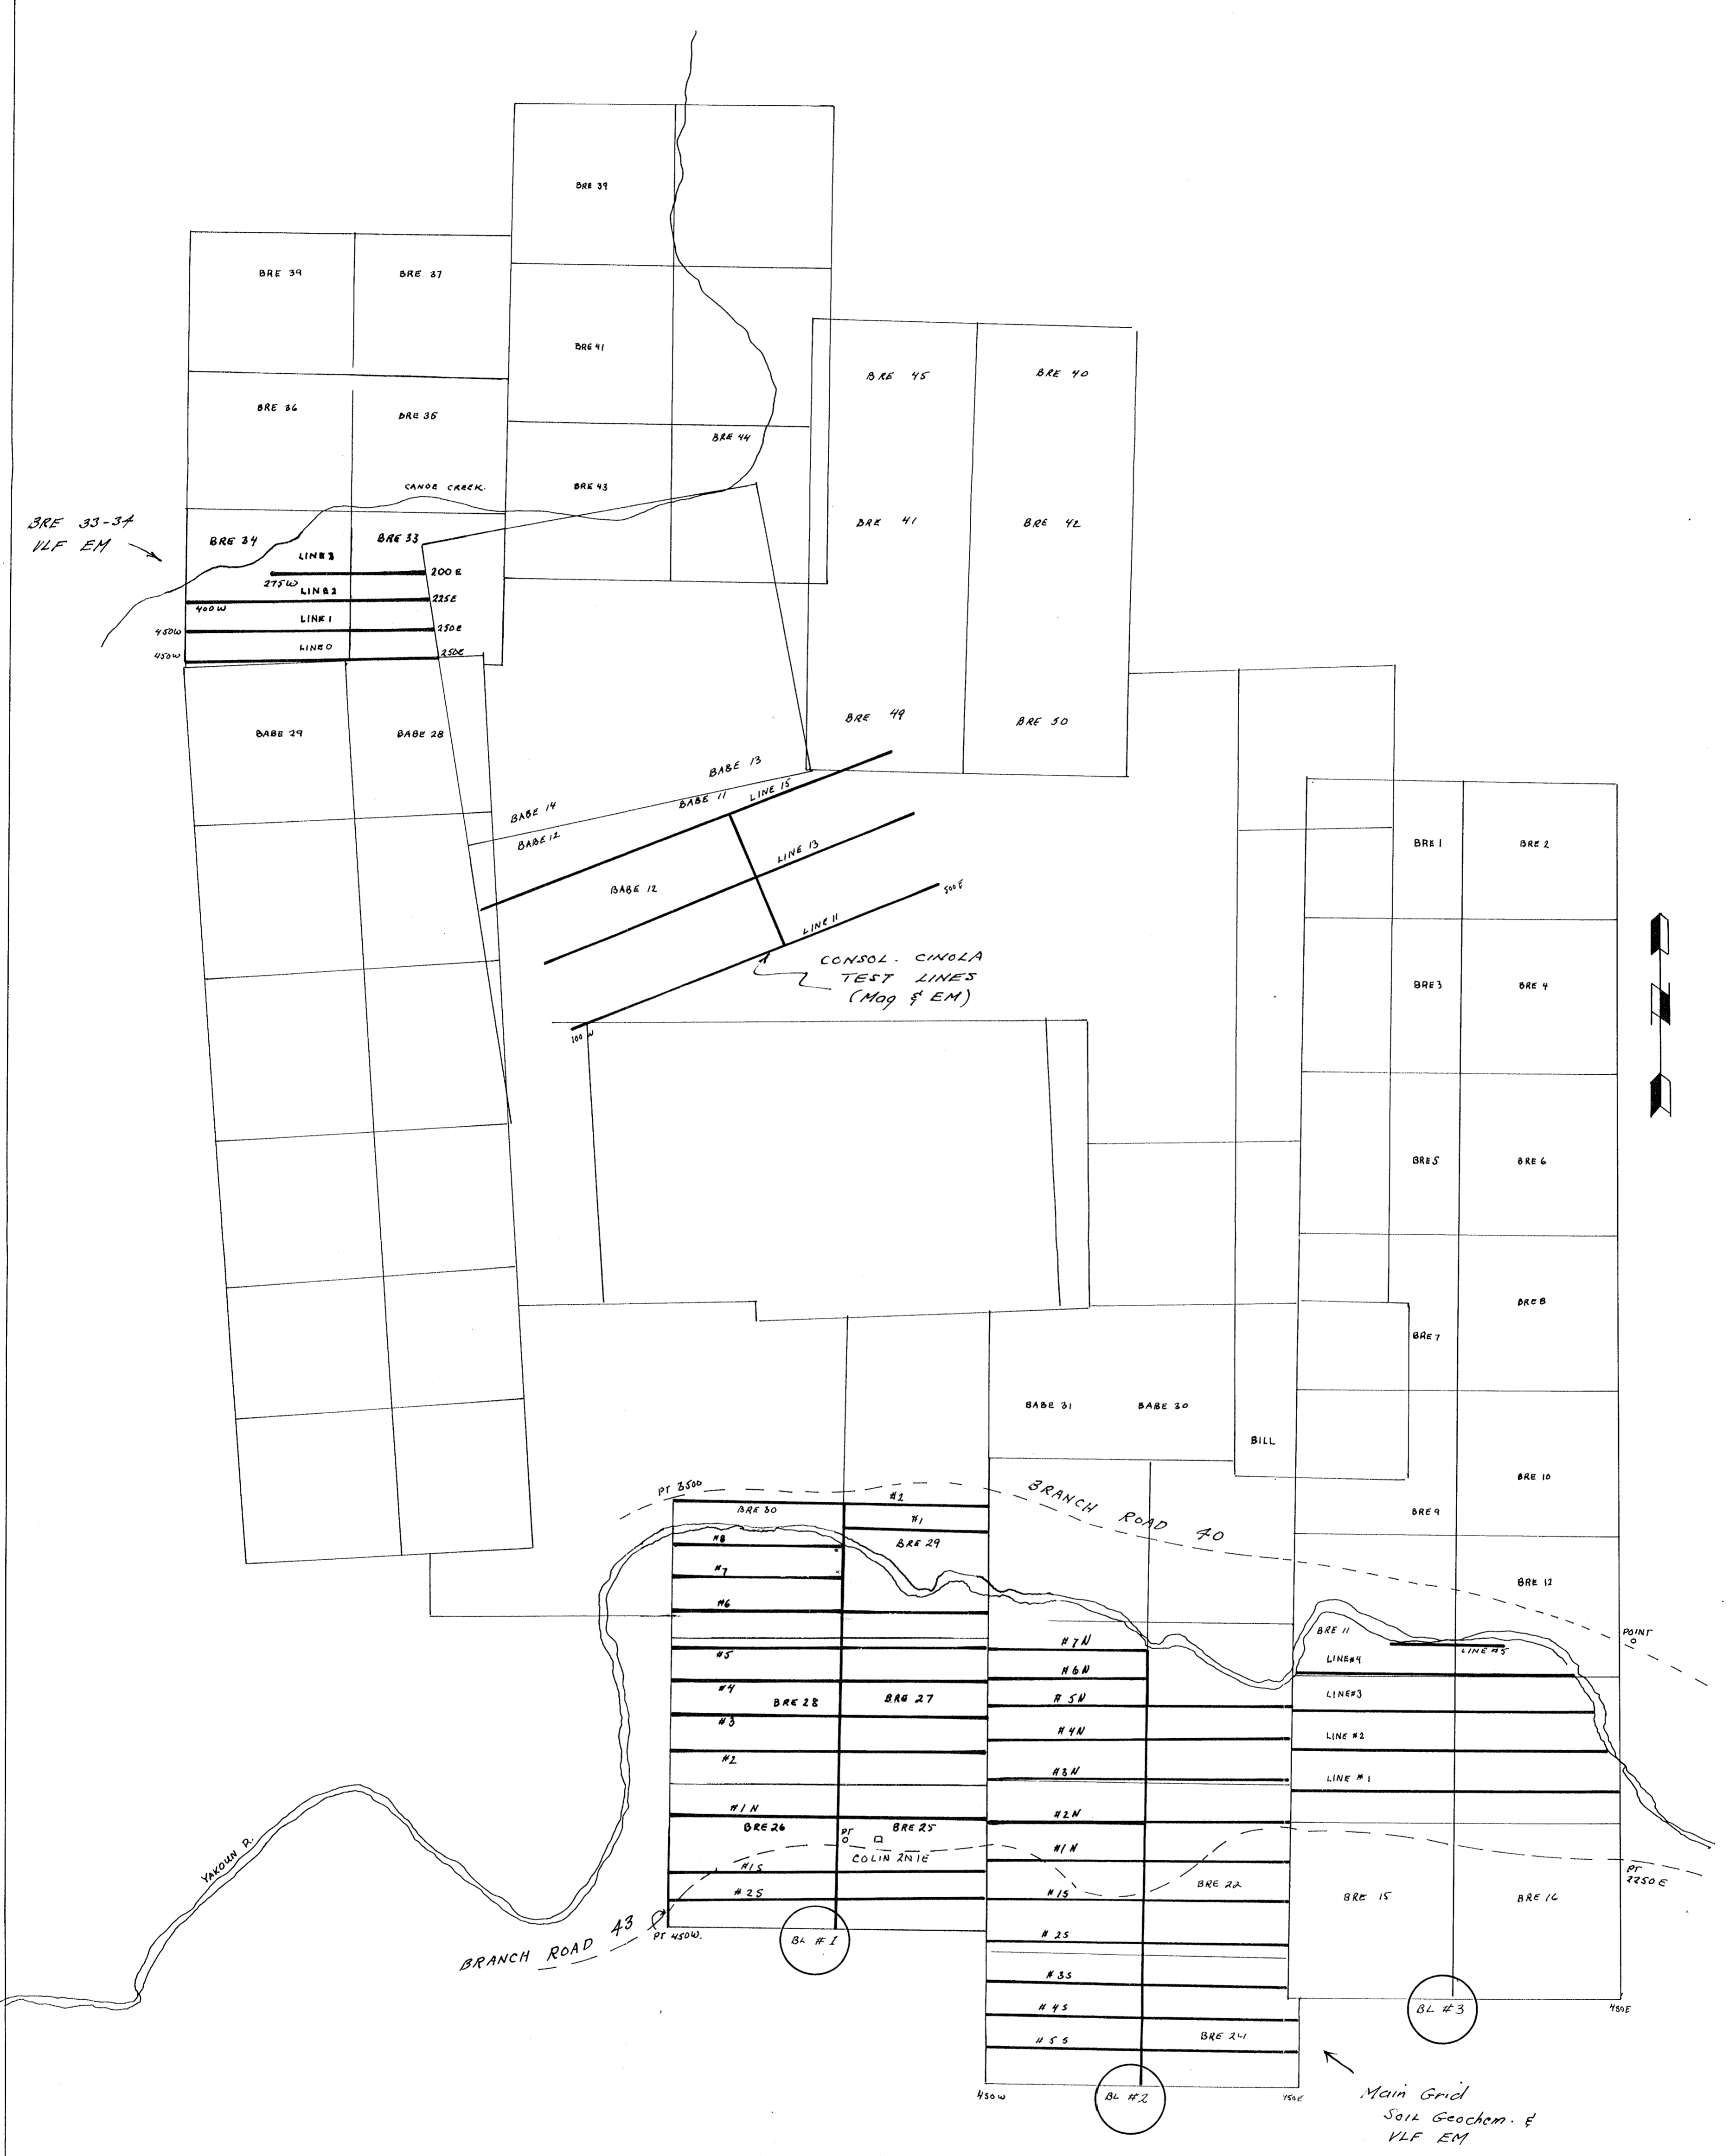 BRE 39
BRE 39
BRE 37
BRE 41
BRE 45
BRE 40
BRE 36
BRE 35
BRE 44
CANOE CREEK.
BRE 43
BRE 33-34
VLF EM
BRE 34
BRE 33
BRE 41
BRE 42
LINE 3
275W
200 E
LINE 2
400 W
225E
LINE 1
450W
250E
LINE 0
450W
250E
BABE 29
BABE 28
BRE 49
BRE 50
BABE 13
BABE 14
BABE 11
LINE 15
BABE 12
LINE 13
BABE 12
500 E
LINE 11
CONSOL. CINOLA
TEST LINES
(Mag & EM)
100 W
BRE 1
BRE 2
BRE 3
BRE 4
N
BRE 5
BRE 6
BRE 8
BRE 7
BABE 31
BABE 30
BILL
BRE 10
BRE 9
PT 3500
BRANCH ROAD 40
BRE 30
#2
#1
BRE 29
#8
#7
#6
BRE 12
POINT
BRE 11
LINE #5
#5
#7N
LINE #4
#6N
#4
BRE 28
BRE 27
#5N
LINE #3
#3
#4N
LINE #2
#2
#3N
LINE #1
#1 N
#2N
BRE 26
PT
BRE 25
COLIN 2N1E
#1 N
#1S
#2S
#1S
BRE 22
BRE 15
BRE 16
PT
2250 E
YAKOUN R.
BRANCH ROAD 43
PT 450W.
BL #1
#2S
#3S
#4S
#5S
BRE 24
BL #3
450E
450W
BL #2
450E
Main Grid
Soil Geochem. &
VLF EM